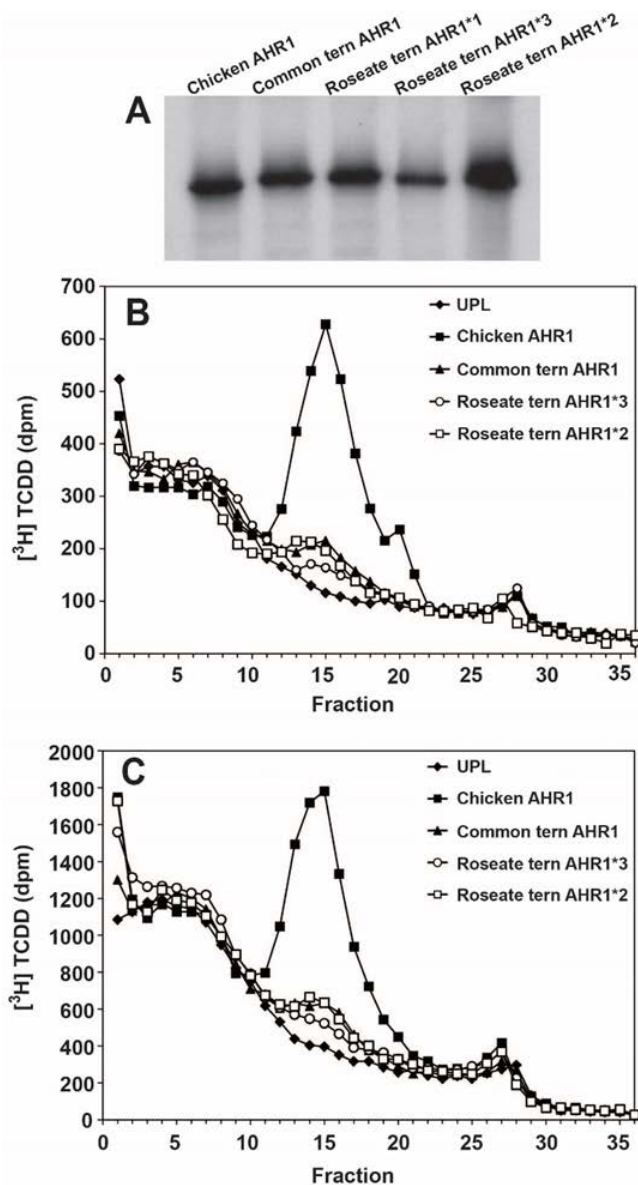 Chicken AHR1
Common tern AHR1
Roseate tern AHR1*1
Roseate tern AHR1*3
Roseate tern AHR1*2
A
B
700
600
500
400
300
200
100
0
[³H] TCDD (dpm)
UPL
Chicken AHR1
Common tern AHR1
Roseate tern AHR1*3
Roseate tern AHR1*2
0 5 10 15 20 25 30 35
Fraction
C
2000
1800
1600
1400
1200
1000
800
600
400
200
0
[³H] TCDD (dpm)
UPL
Chicken AHR1
Common tern AHR1
Roseate tern AHR1*3
Roseate tern AHR1*2
0 5 10 15 20 25 30 35
Fraction